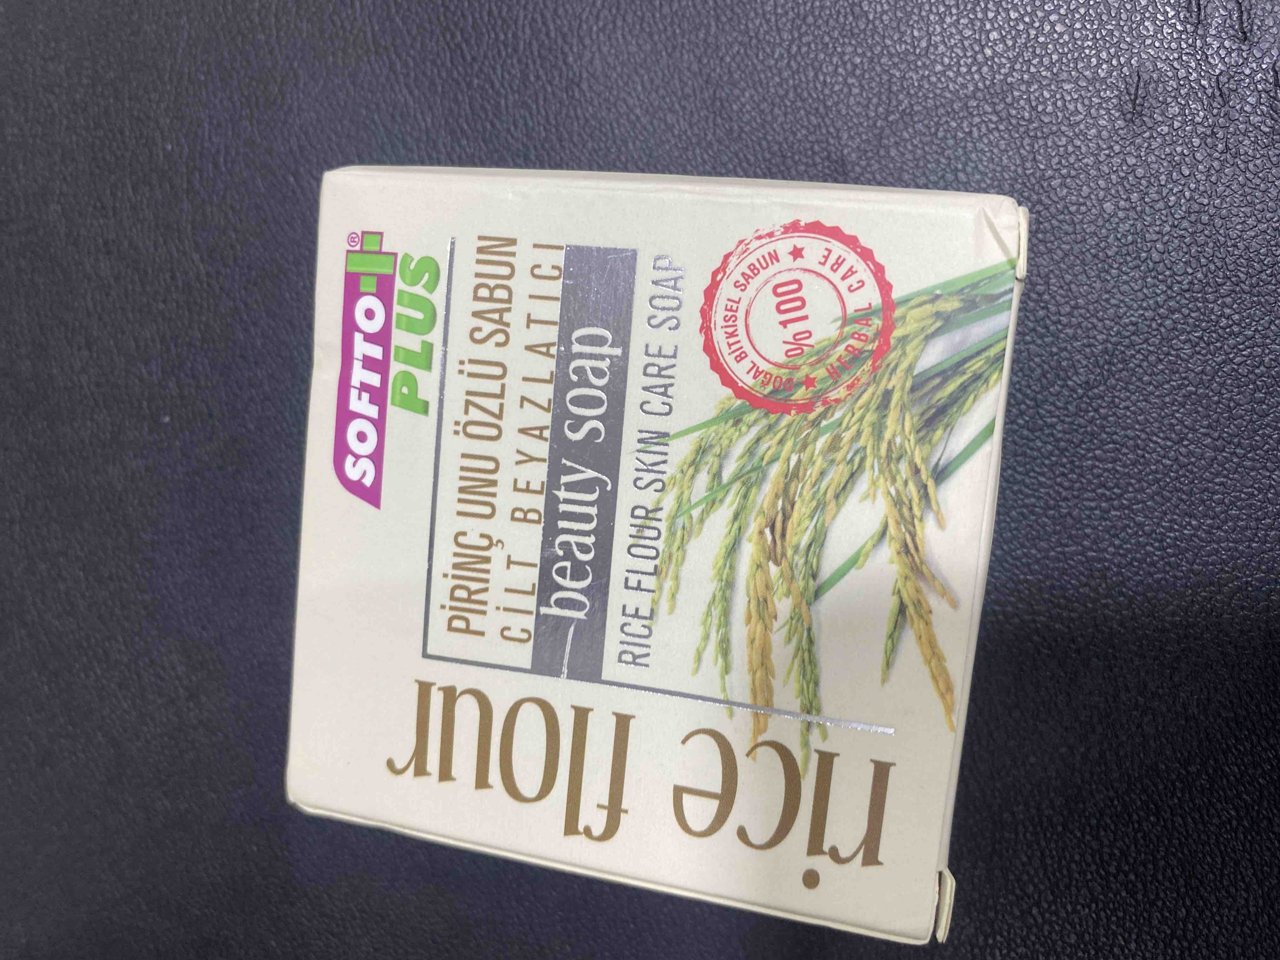 SOFTTO®
PLUS
PİRİNÇ UNU ÖZLÜ SABUN
CİLT BEYAZLATICI
beauty soap
RICE FLOUR SKIN CARE SOAP
rice flour
DOĞAL BİTKİSEL SABUN
%100
HERBAL CARE